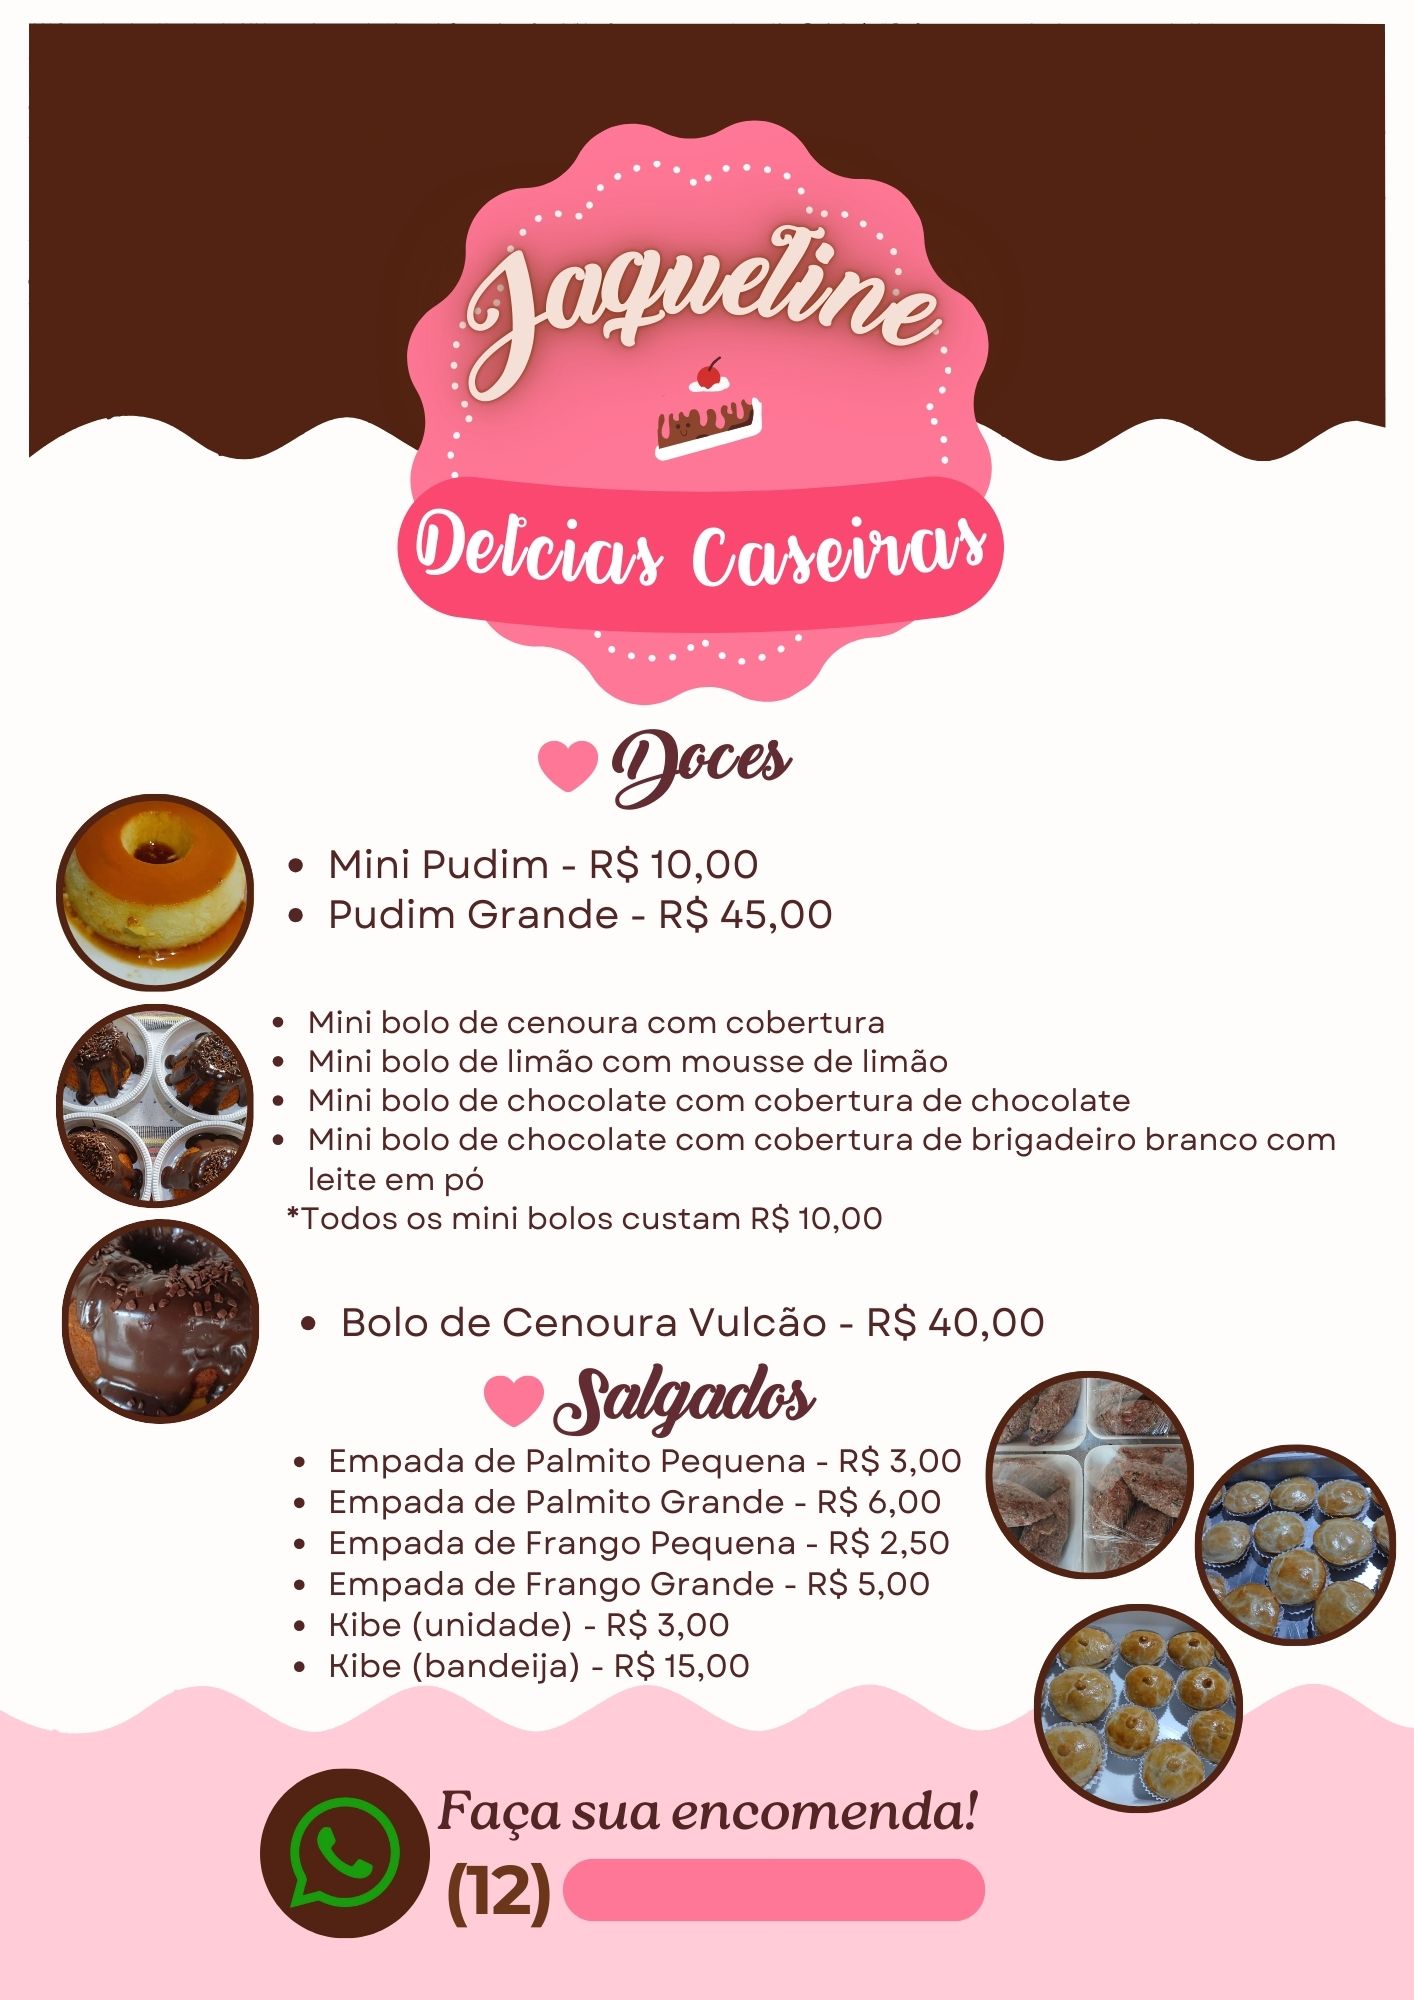 Jaqueline
Delícias Caseiras
Doces
• Mini Pudim - R$ 10,00
• Pudim Grande - R$ 45,00
• Mini bolo de cenoura com cobertura
• Mini bolo de limão com mousse de limão
• Mini bolo de chocolate com cobertura de chocolate
• Mini bolo de chocolate com cobertura de brigadeiro branco com
leite em pó
*Todos os mini bolos custam R$ 10,00
• Bolo de Cenoura Vulcão - R$ 40,00
Salgados
• Empada de Palmito Pequena - R$ 3,00
• Empada de Palmito Grande - R$ 6,00
• Empada de Frango Pequena - R$ 2,50
• Empada de Frango Grande - R$ 5,00
• Kibe (unidade) - R$ 3,00
• Kibe (bandeija) - R$ 15,00
Faça sua encomenda!
(12)